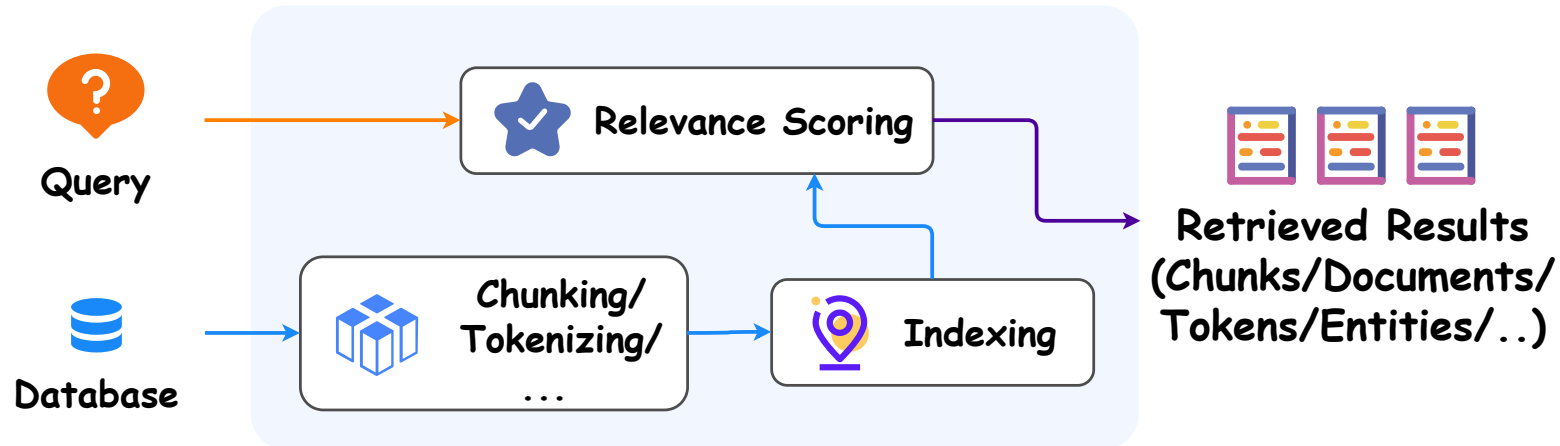 Query
Relevance Scoring
Database
Chunking/
Tokenizing/
...
Indexing
Retrieved Results
(Chunks/Documents/
Tokens/Entities/..)